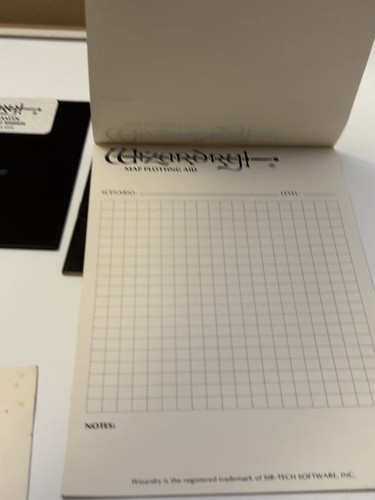 Wizardry
MAP PLOTTING AID
SCENARIO:
LEVEL:
NOTES:
Wizardry is the registered trademark of SIR-TECH SOFTWARE, INC.